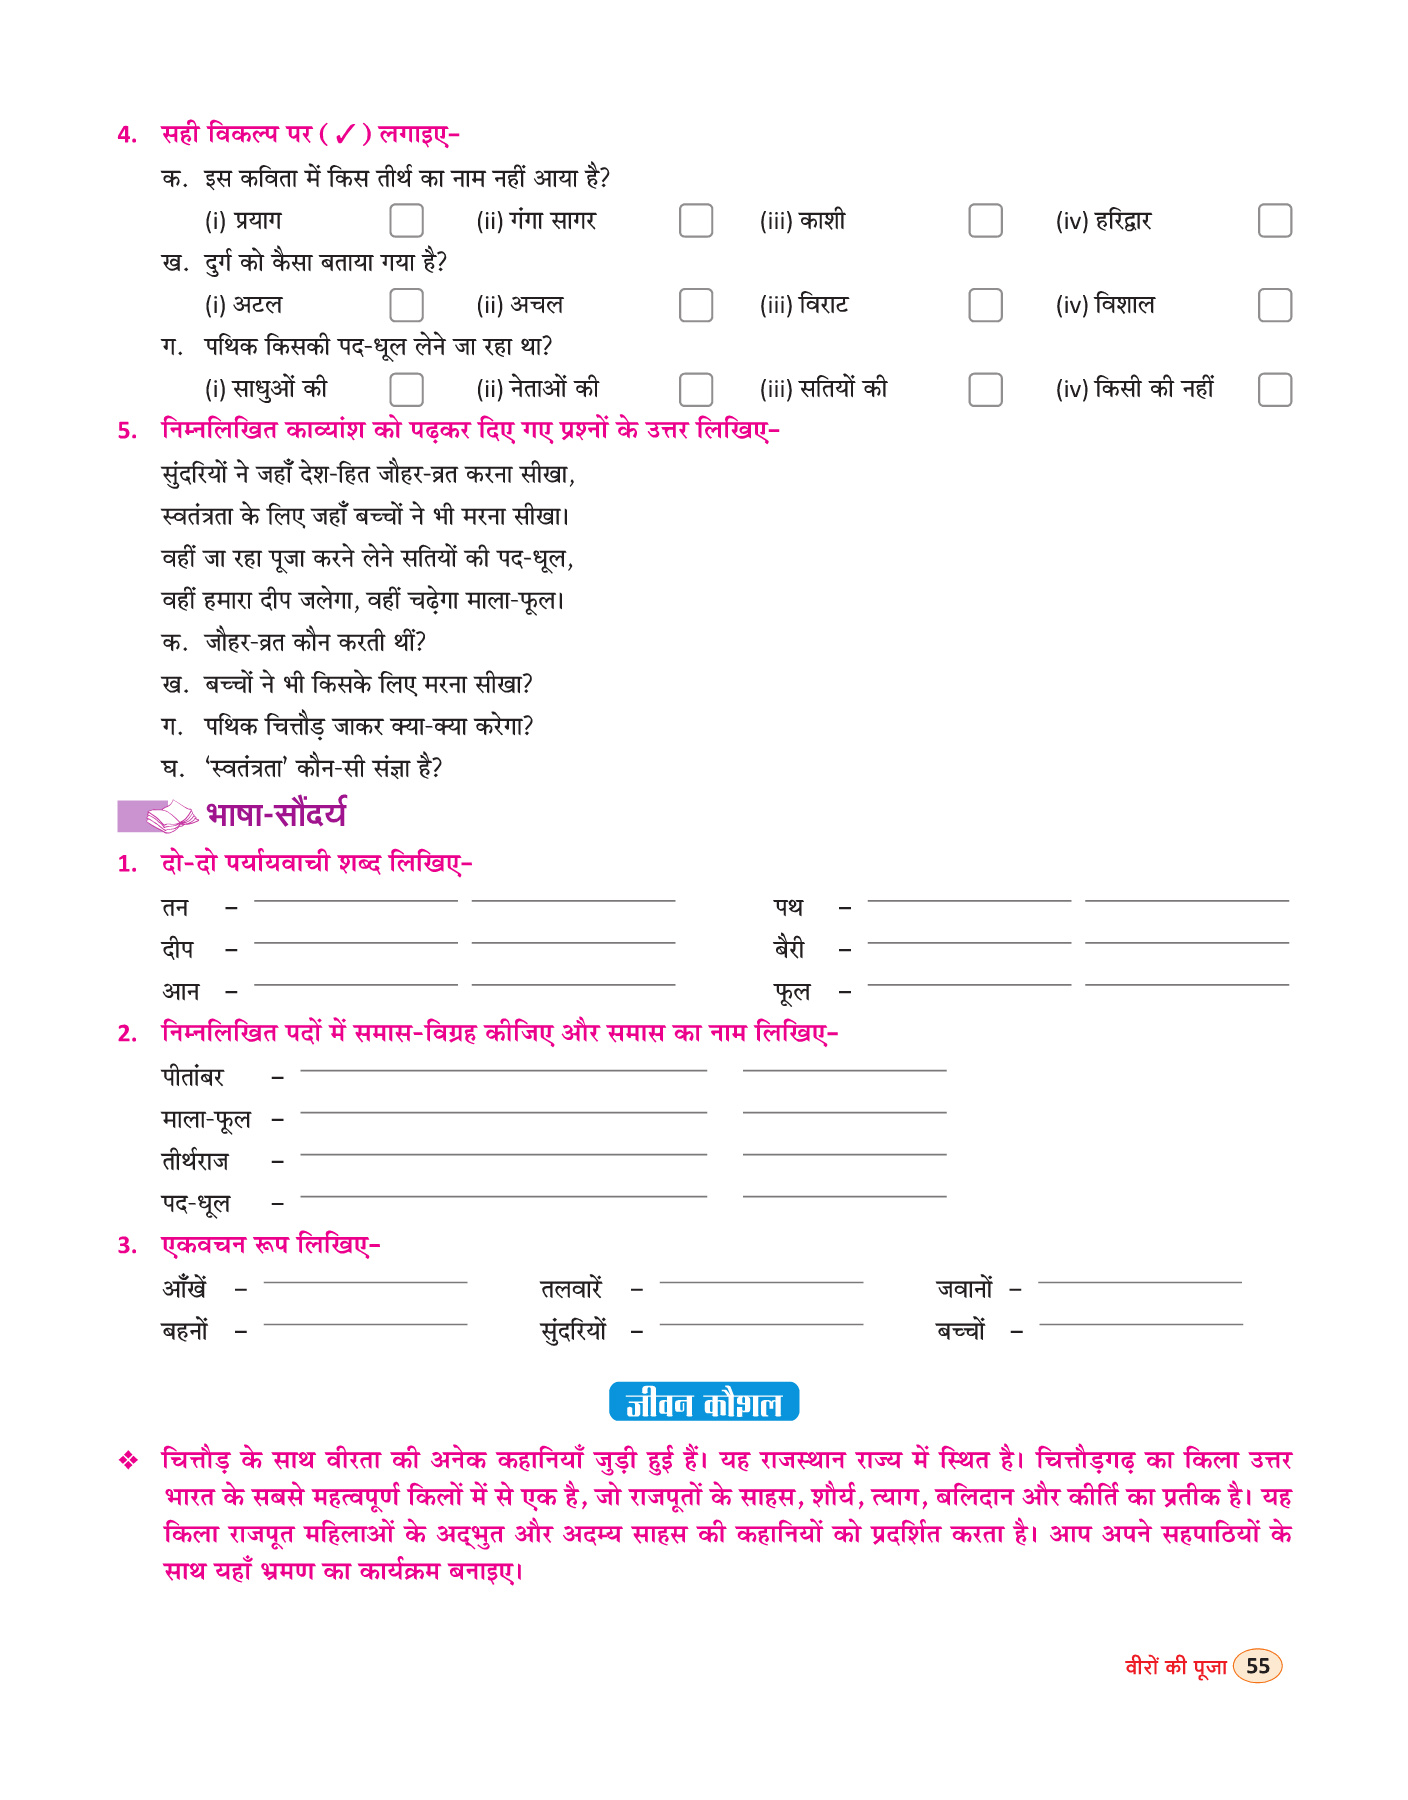 4. सही विकल्प पर (✓) लगाइए–
क. इस कविता में किस तीर्थ का नाम नहीं आया है?
(i) प्रयाग (ii) गंगा सागर (iii) काशी (iv) हरिद्वार
ख. दुर्ग को कैसा बताया गया है?
(i) अटल (ii) अचल (iii) विराट (iv) विशाल
ग. पथिक किसकी पद-धूल लेने जा रहा था?
(i) साधुओं की (ii) नेताओं की (iii) सतियों की (iv) किसी की नहीं
5. निम्नलिखित काव्यांश को पढ़कर दिए गए प्रश्नों के उत्तर लिखिए–
सुंदरियों ने जहाँ देश-हित जौहर-व्रत करना सीखा,
स्वतंत्रता के लिए जहाँ बच्चों ने भी मरना सीखा।
वहीं जा रहा पूजा करने लेने सतियों की पद-धूल,
वहीं हमारा दीप जलेगा, वहीं चढ़ेगा माला-फूल।
क. जौहर-व्रत कौन करती थीं?
ख. बच्चों ने भी किसके लिए मरना सीखा?
ग. पथिक चित्तौड़ जाकर क्या-क्या करेगा?
घ. ‘स्वतंत्रता’ कौन-सी संज्ञा है?
भाषा-सौंदर्य
1. दो-दो पर्यायवाची शब्द लिखिए–
तन – पथ –
दीप – बैरी –
आन – फूल –
2. निम्नलिखित पदों में समास-विग्रह कीजिए और समास का नाम लिखिए–
पीतांबर –
माला-फूल –
तीर्थराज –
पद-धूल –
3. एकवचन रूप लिखिए–
आँखें – तलवारें – जवानों –
बहनों – सुंदरियों – बच्चों –
जीवन कौशल
❖ चित्तौड़ के साथ वीरता की अनेक कहानियाँ जुड़ी हुई हैं। यह राजस्थान राज्य में स्थित है। चित्तौड़गढ़ का किला उत्तर
भारत के सबसे महत्वपूर्ण किलों में से एक है, जो राजपूतों के साहस, शौर्य, त्याग, बलिदान और कीर्ति का प्रतीक है। यह
किला राजपूत महिलाओं के अद्भुत और अदम्य साहस की कहानियों को प्रदर्शित करता है। आप अपने सहपाठियों के
साथ यहाँ भ्रमण का कार्यक्रम बनाइए।
वीरों की पूजा 55